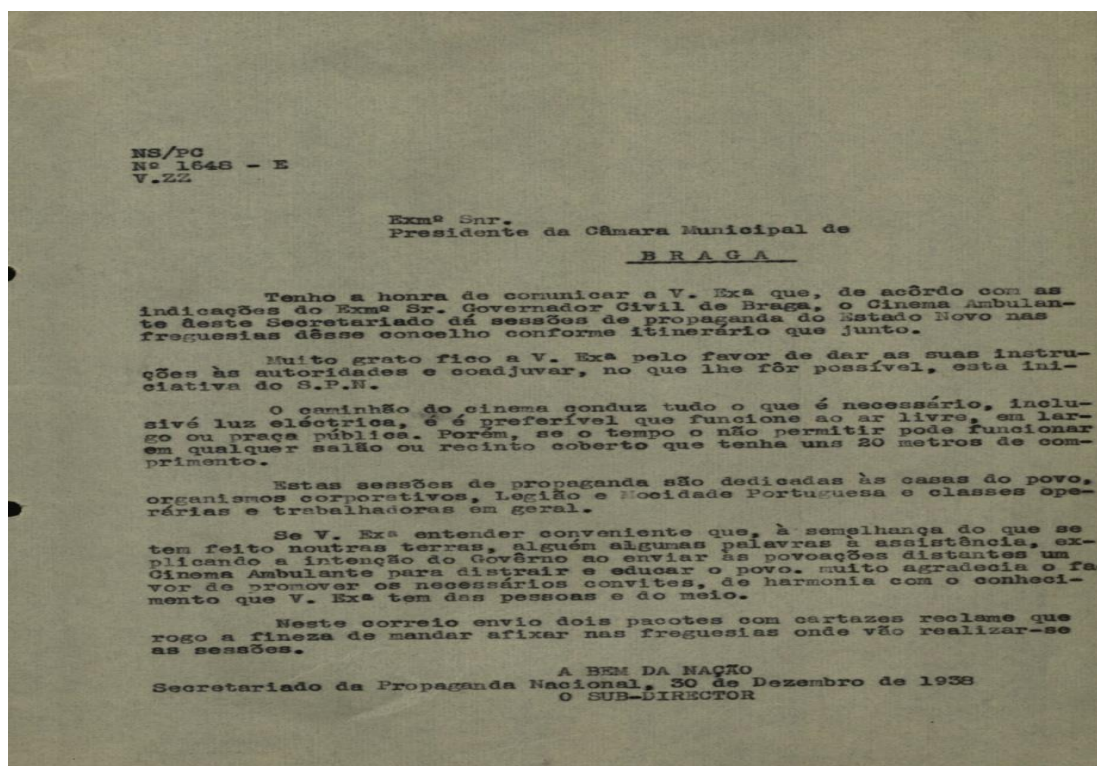 NS/PC
Nº 1648 - E
V.ZZ
Exmº Snr.
Presidente da Câmara Municipal de
B R A G A
Tenho a honra de comunicar a V. Exª que, de acôrdo com as
indicações do Exmº Sr. Governador Civil de Braga, o Cinema Ambulan-
te deste Secretariado dá sessões de propaganda do Estado Novo nas
freguesias dêsse concelho conforme itinerário que junto.
Muito grato fico a V. Exª pelo favor de dar as suas instru-
ções às autoridades e coadjuvar, no que lhe fôr possível, esta ini-
ciativa do S.P.N.
O caminhão do cinema conduz tudo o que é necessário, inclu-
sivé luz eléctrica, é é preferível que funcione ao ar livre, em lar-
go ou praça pública. Porém, se o tempo o não permitir pode funcionar
em qualquer salão ou recinto coberto que tenha uns 20 metros de com-
primento.
Estas sessões de propaganda são dedicadas às casas do povo,
organismos corporativos, Legião e Mocidade Portuguesa e classes ope-
rárias e trabalhadoras em geral.
Se V. Exª entender conveniente que, à semelhança do que se
tem feito noutras terras, alguém algumas palavras à assistência, ex-
plicando a intenção do Govêrno ao enviar às povoações distantes um
Cinema Ambulante para distrair e educar o povo. muito agradecia o fa
vor de promover os necessários convites, de harmonia com o conheci-
mento que V. Exª tem das pessoas e do meio.
Neste correio envio dois pacotes com cartazes reclame que
rogo a fineza de mandar afixar nas freguesias onde vão realizar-se
as sessões.
A BEM DA NAÇÃO
Secretariado da Propaganda Nacional, 30 de Dezembro de 1938
O SUB-DIRECTOR